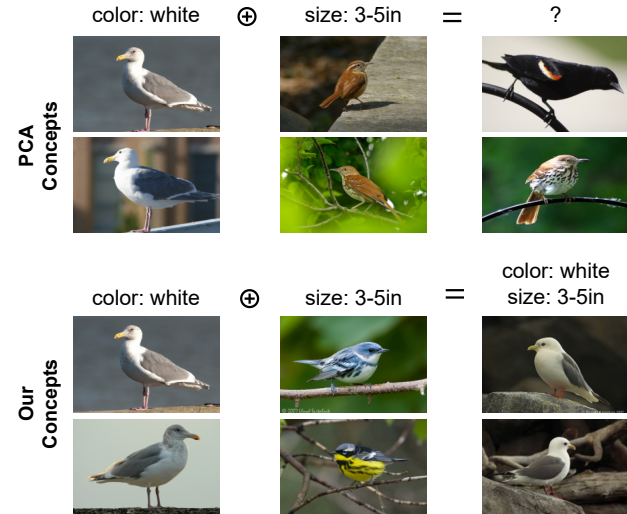 color: white ⊕ size: 3-5in = ?
PCA
Concepts
color: white ⊕ size: 3-5in = color: white
size: 3-5in
Our
Concepts